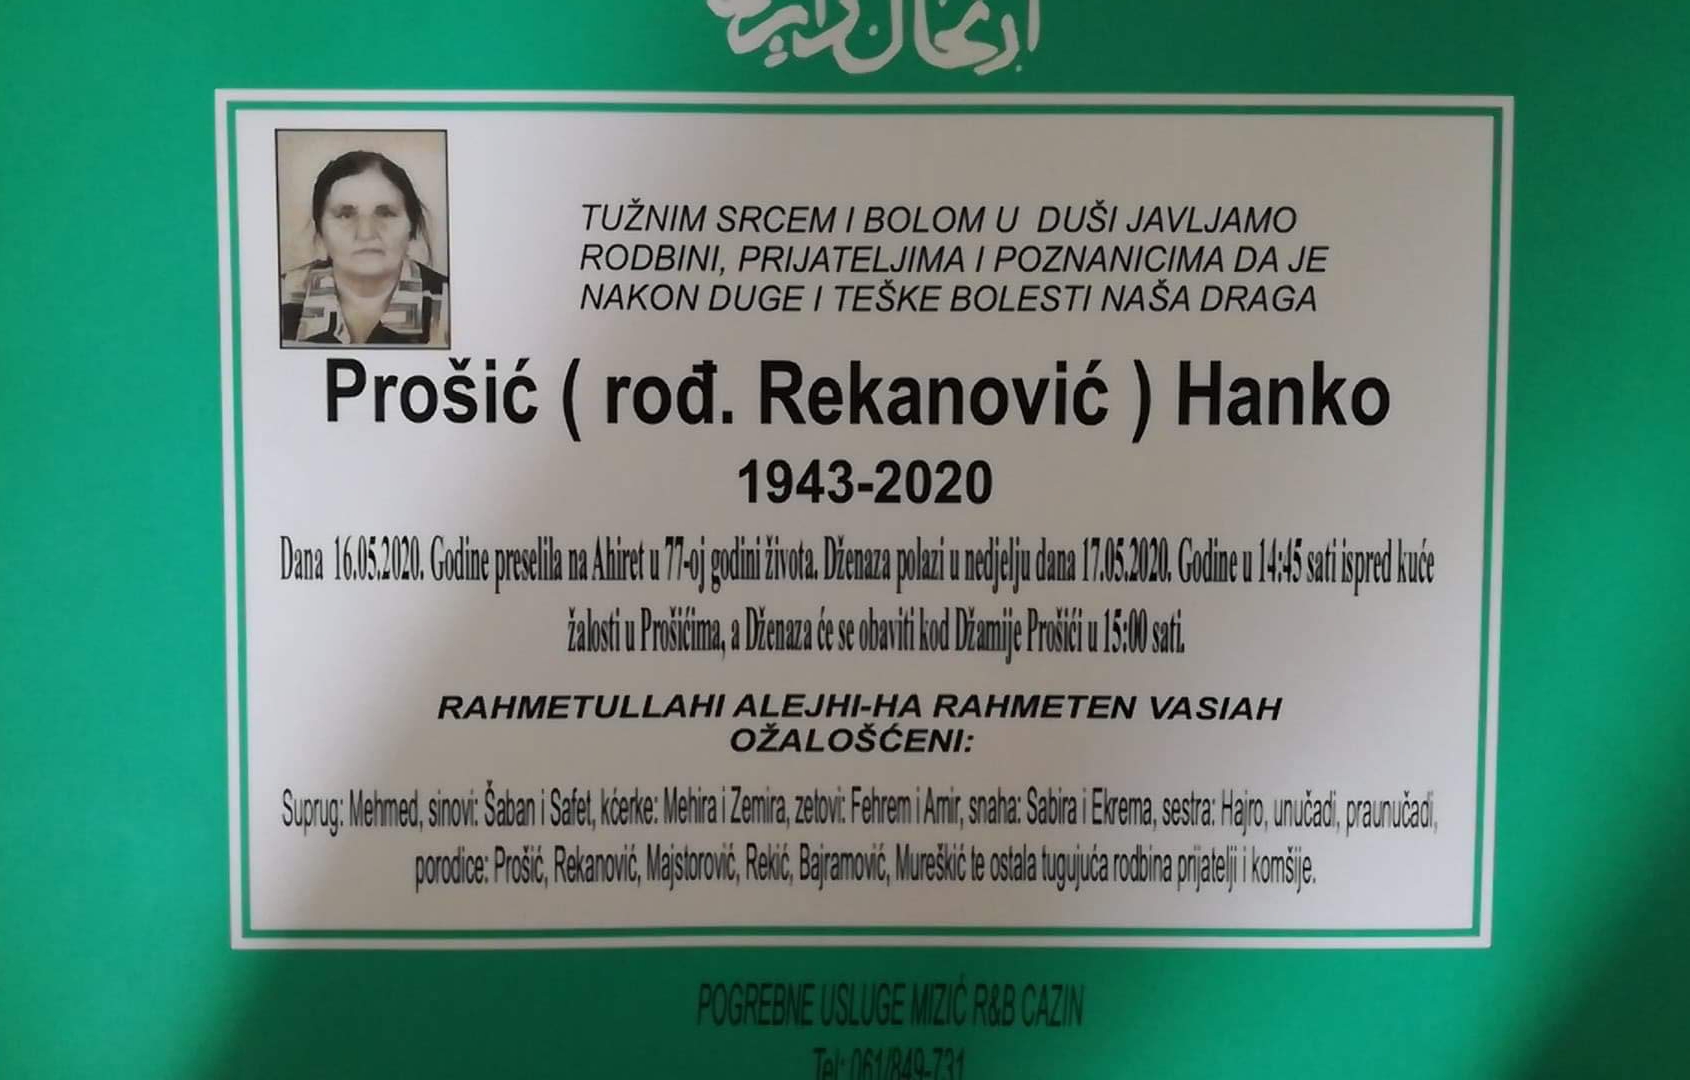 TUŽNIM SRCEM I BOLOM U DUŠI JAVLJAMO
RODBINI, PRIJATELJIMA I POZNANICIMA DA JE
NAKON DUGE I TEŠKE BOLESTI NAŠA DRAGA
Prošić ( rođ. Rekanović ) Hanko
1943-2020
Dana 16.05.2020. Godine preselila na Ahiret u 77-oj godini života. Dženaza polazi u nedjelju dana 17.05.2020. Godine u 14:45 sati ispred kuće
žalosti u Prošićima, a Dženaza će se obaviti kod Džamije Prošići u 15:00 sati.
RAHMETULLAHI ALEJHI-HA RAHMETEN VASIAH
OŽALOŠĆENI:
Suprug: Mehmed, sinovi: Šaban i Safet, kćerke: Mehira i Zemira, zetovi: Fehrem i Amir, snaha: Sabira i Ekrema, sestra: Hajro, unučadi, praunučadi,
porodice: Prošić, Rekanović, Majstorović, Rekić, Bajramović, Mureškić te ostala tugujuća rodbina prijatelji i komšije.
POGREBNE USLUGE MIZIĆ R&B CAZIN
Tel: 061/849-731